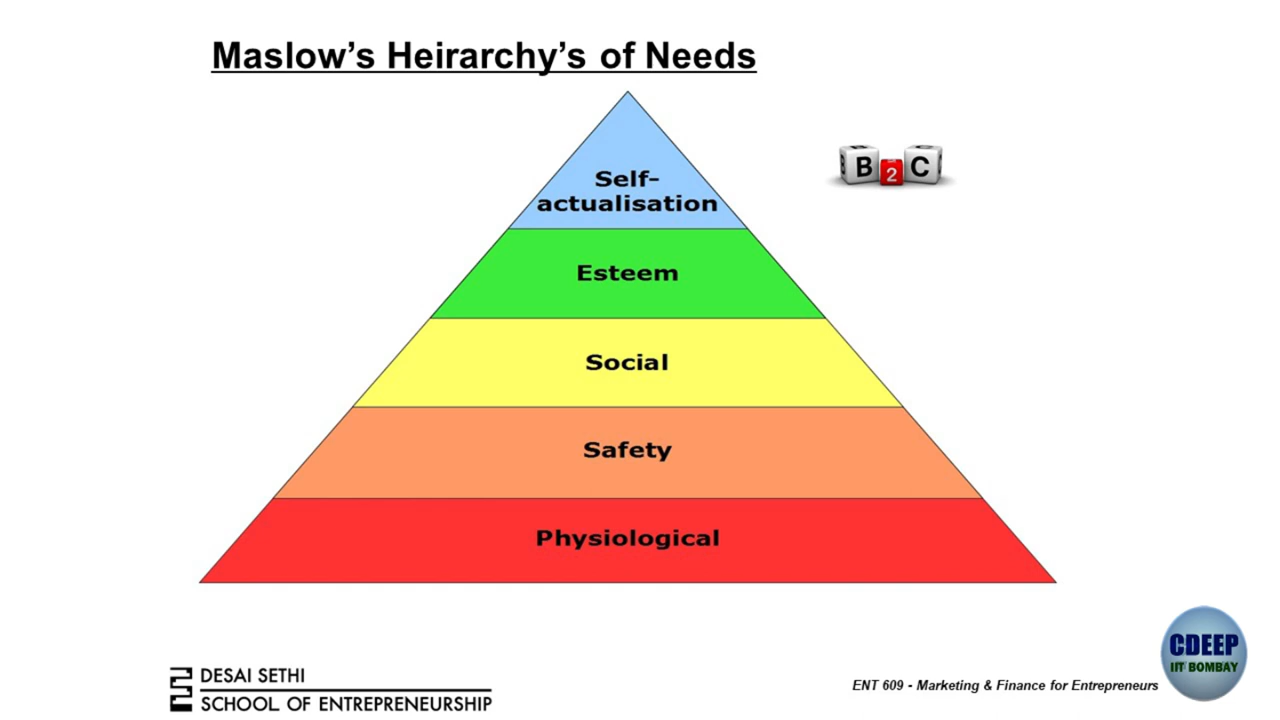 Maslow’s Heirarchy’s of Needs
B 2 C
Self-
actualisation
Esteem
Social
Safety
Physiological
DESAI SETHI
SCHOOL OF ENTREPRENEURSHIP
ENT 609 - Marketing & Finance for Entrepreneurs
CDEEP
IIT BOMBAY